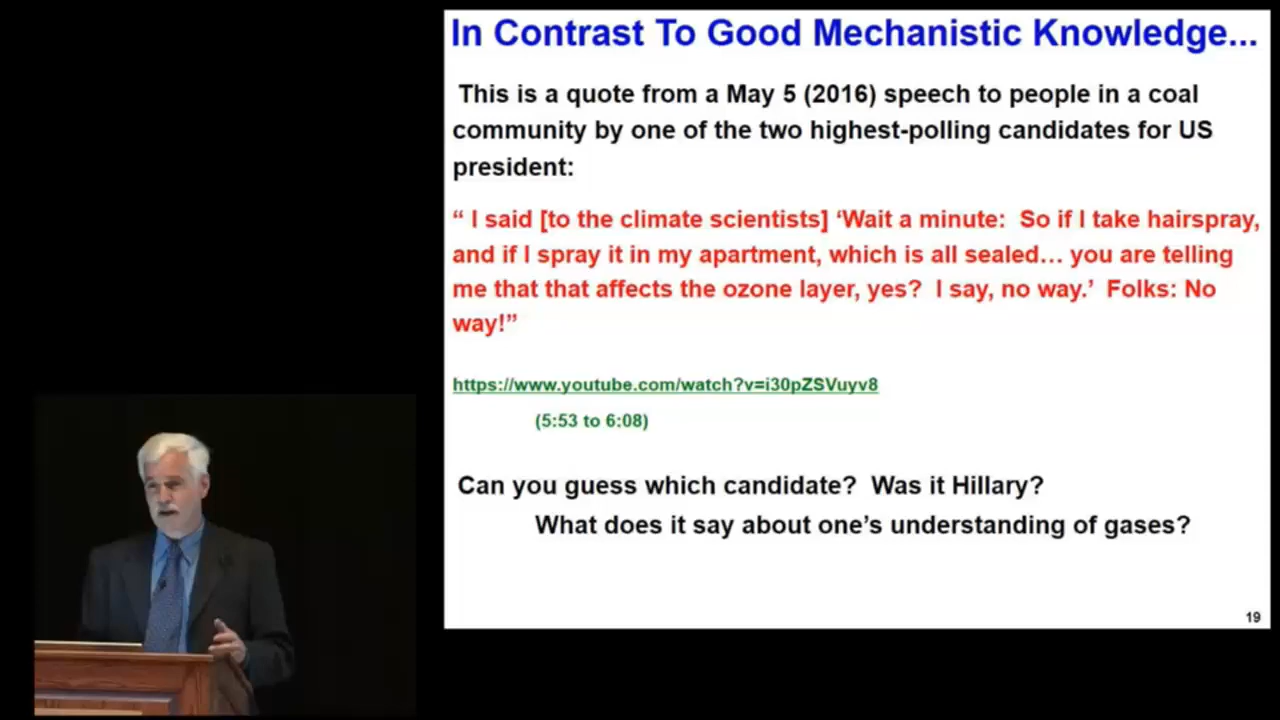 In Contrast To Good Mechanistic Knowledge...
This is a quote from a May 5 (2016) speech to people in a coal
community by one of the two highest-polling candidates for US
president:
“ I said [to the climate scientists] ‘Wait a minute:  So if I take hairspray,
and if I spray it in my apartment, which is all sealed… you are telling
me that that affects the ozone layer, yes?  I say, no way.’  Folks: No
way!”
https://www.youtube.com/watch?v=i30pZSVuyv8
(5:53 to 6:08)
Can you guess which candidate?  Was it Hillary?
What does it say about one’s understanding of gases?
19